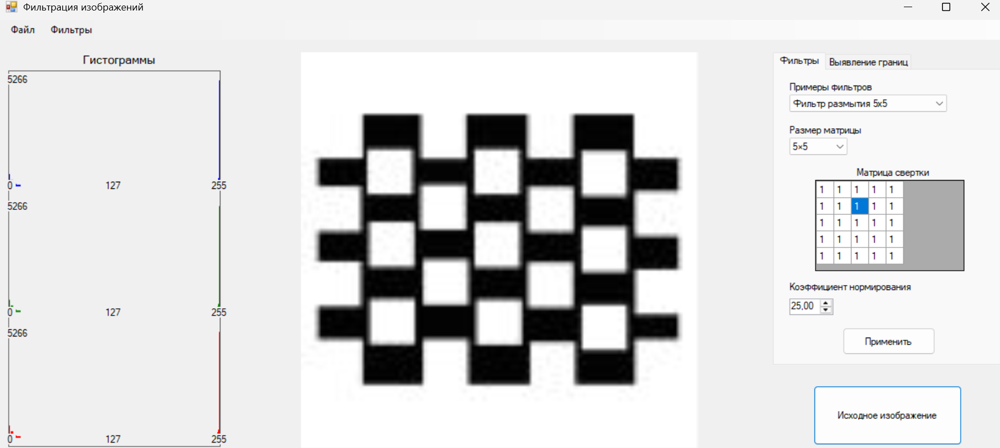 Фильтрация изображений
Файл Фильтры
Гистограммы
5266
0 127 255
5266
0 127 255
5266
0 127 255
Фильтры Выявление границ
Примеры фильтров
Фильтр размытия 5x5
Размер матрицы
5×5
Матрица свертки
1 1 1 1 1
1 1 1 1 1
1 1 1 1 1
1 1 1 1 1
1 1 1 1 1
Коэффициент нормирования
25,00
Применить
Исходное изображение